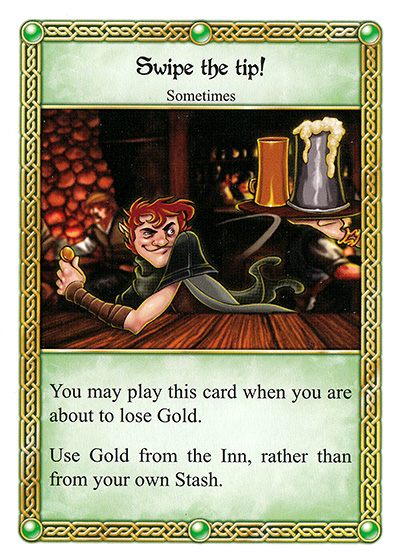 Swipe the tip!
Sometimes
You may play this card when you are
about to lose Gold.
Use Gold from the Inn, rather than
from your own Stash.